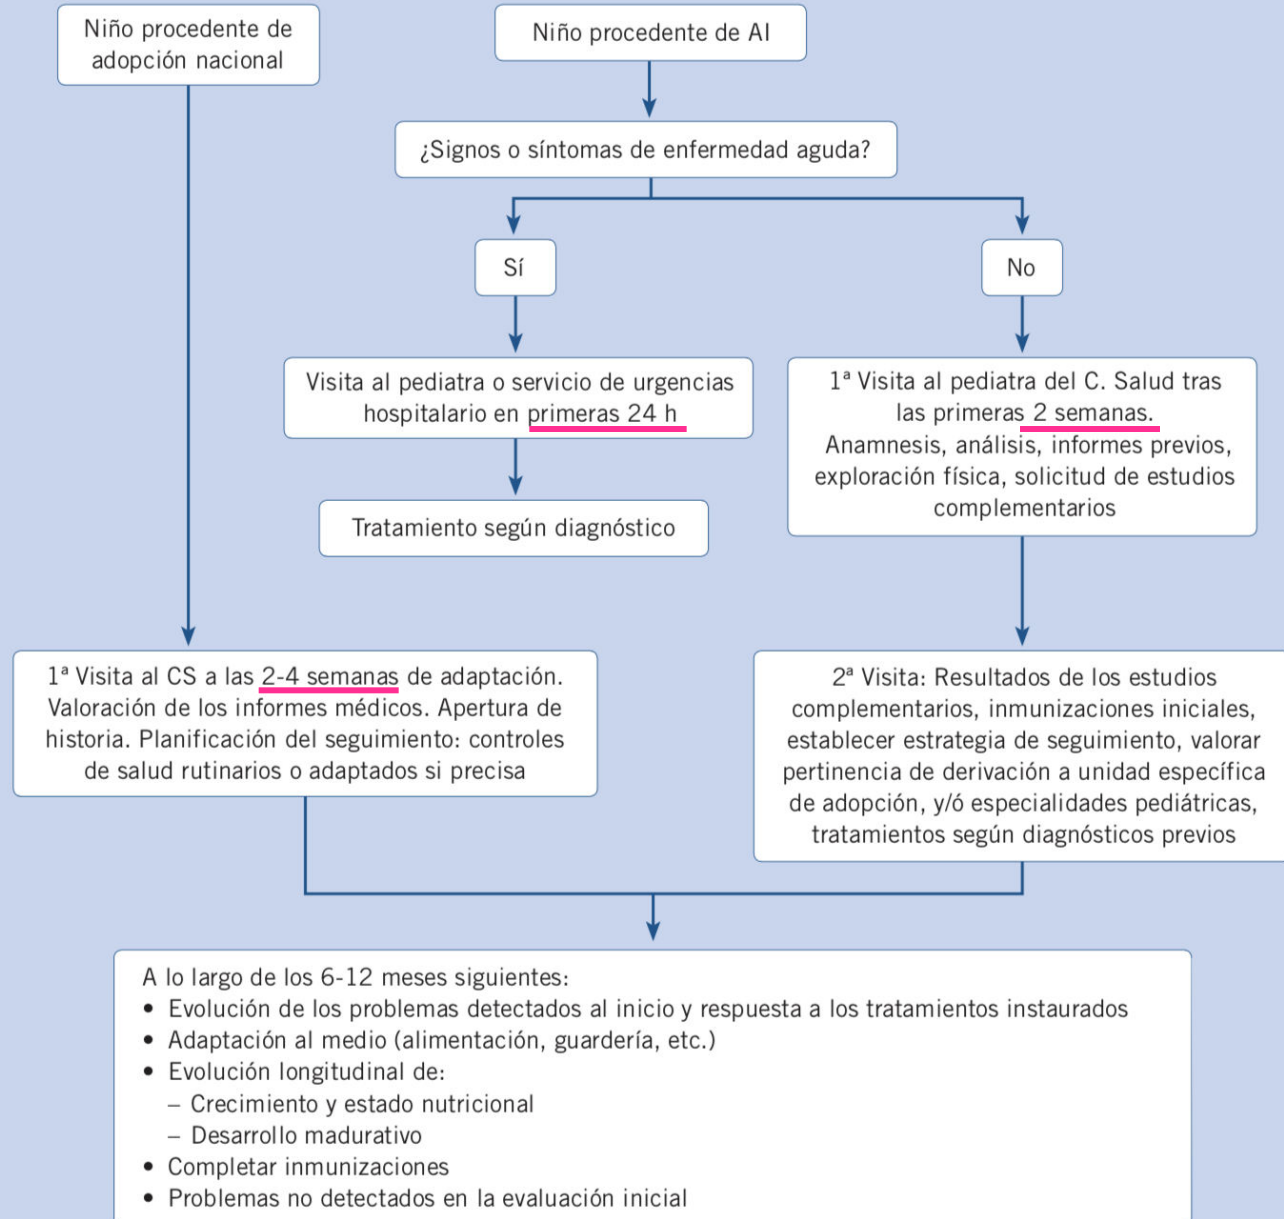 Niño procedente de
adopción nacional
Niño procedente de AI
¿Signos o síntomas de enfermedad aguda?
Sí
No
Visita al pediatra o servicio de urgencias
hospitalario en primeras 24 h
1ª Visita al pediatra del C. Salud tras
las primeras 2 semanas.
Anamnesis, análisis, informes previos,
exploración física, solicitud de estudios
complementarios
Tratamiento según diagnóstico
1ª Visita al CS a las 2-4 semanas de adaptación.
Valoración de los informes médicos. Apertura de
historia. Planificación del seguimiento: controles
de salud rutinarios o adaptados si precisa
2ª Visita: Resultados de los estudios
complementarios, inmunizaciones iniciales,
establecer estrategia de seguimiento, valorar
pertinencia de derivación a unidad específica
de adopción, y/ó especialidades pediátricas,
tratamientos según diagnósticos previos
A lo largo de los 6-12 meses siguientes:
• Evolución de los problemas detectados al inicio y respuesta a los tratamientos instaurados
• Adaptación al medio (alimentación, guardería, etc.)
• Evolución longitudinal de:
– Crecimiento y estado nutricional
– Desarrollo madurativo
• Completar inmunizaciones
• Problemas no detectados en la evaluación inicial